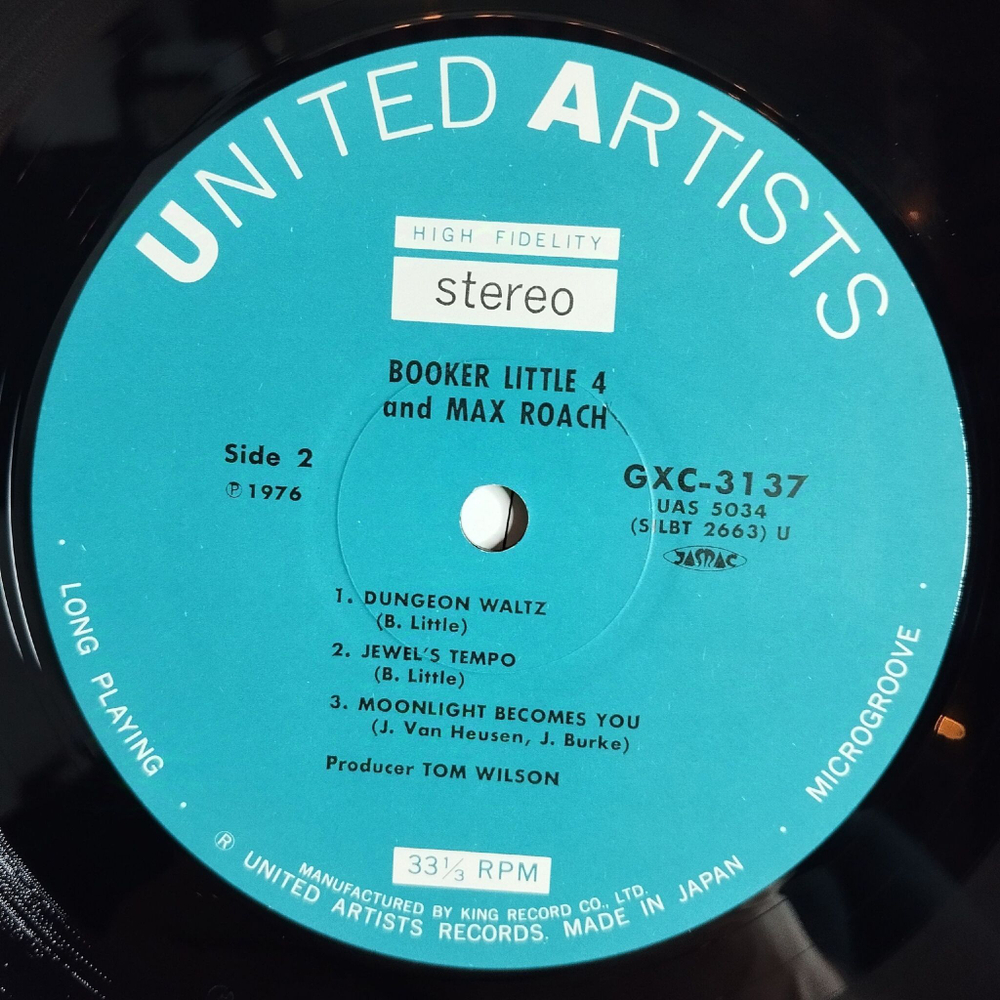 UNITED ARTISTS
HIGH FIDELITY
stereo
BOOKER LITTLE 4
and MAX ROACH
Side 2
℗ 1976
GXC-3137
UAS 5034
(S)LBT 2663) U
JASRAC
1. DUNGEON WALTZ
(B. Little)
2. JEWEL'S TEMPO
(B. Little)
3. MOONLIGHT BECOMES YOU
(J. Van Heusen, J. Burke)
Producer TOM WILSON
LONG PLAYING
MICROGROOVE
33⅓ RPM
MANUFACTURED BY KING RECORD CO., LTD.
® UNITED ARTISTS RECORDS. MADE IN JAPAN